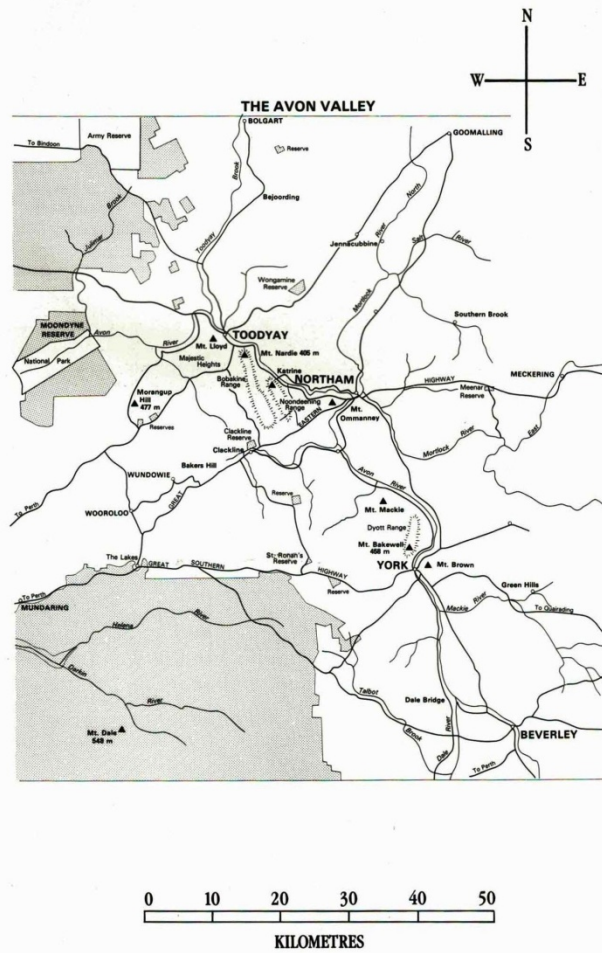 N
W
E
S
THE AVON VALLEY
BOLGART
Army Reserve
GOOMALLING
Reserve
To Bindoon
Brook
North
Bejoording
Brook
River
Julimar
Jennacubbine
Toodyay
Salt
River
Wongamine
Reserve
Mortlock
Southern Brook
MOONDYNE
RESERVE
Avon
TOODYAY
River
Mt. Lloyd
Mt. Nardie 405 m
National Park
Majestic
Heights
Katrine
NORTHAM
HIGHWAY
MECKERING
Bobakine
Range
Meenar
Reserve
Morangup
Hill
477 m
Noondeening
Range
EASTERN
Mt.
Ommanney
East
Reserves
Clackline
Reserve
Mortlock
River
Clackline
Bakers Hill
Avon
River
WUNDOWIE
GREAT
Reserve
Mt. Mackie
To Perth
WOOROLOO
Dyott Range
The Lakes
St. Ronan's
Reserve
Mt. Bakewell
458 m
GREAT
SOUTHERN
HIGHWAY
YORK
Mt. Brown
Reserve
Green Hills
To Perth
MUNDARING
Mackie
River
To Quairading
Helena
River
Darkin
River
Talbot
Brook
Dale Bridge
River
Dale
BEVERLEY
Mt. Dale
548 m
To Perth
0 10 20 30 40 50
KILOMETRES